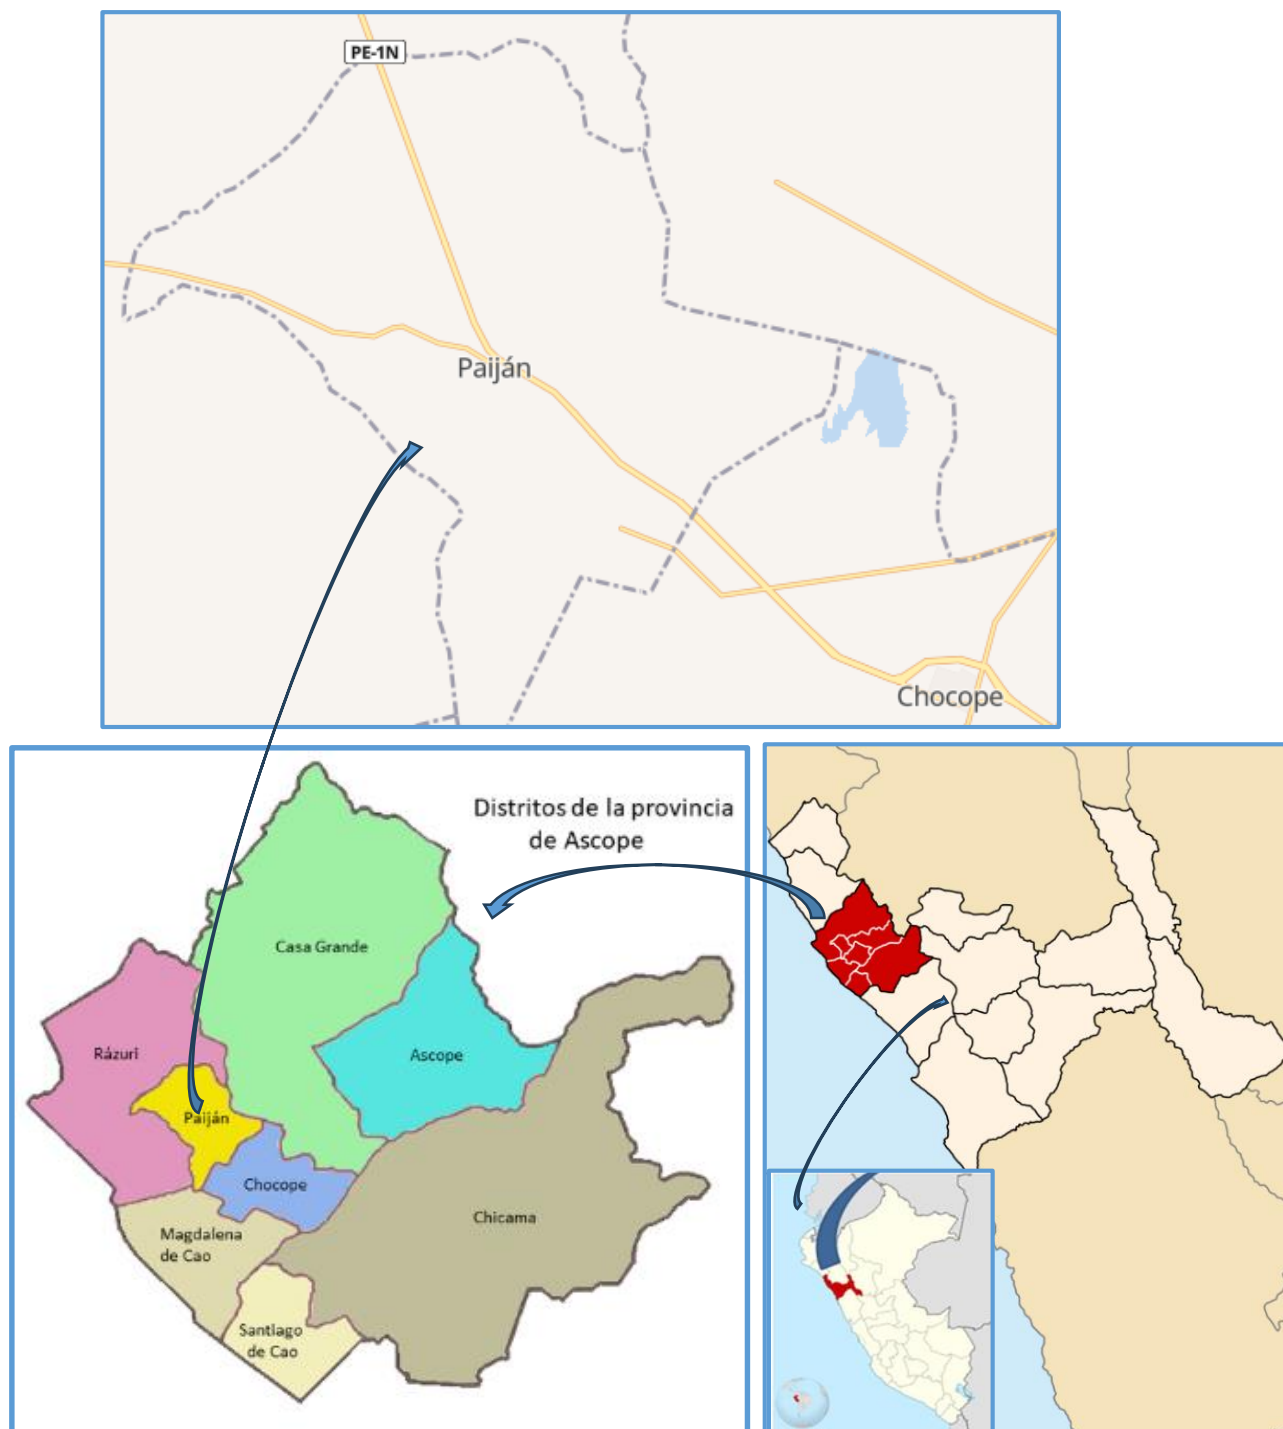 PE-1N
Paiján
Chocope
Distritos de la provincia
de Ascope
Casa Grande
Ascope
Rázuri
Paiján
Chocope
Chicama
Magdalena
de Cao
Santiago
de Cao